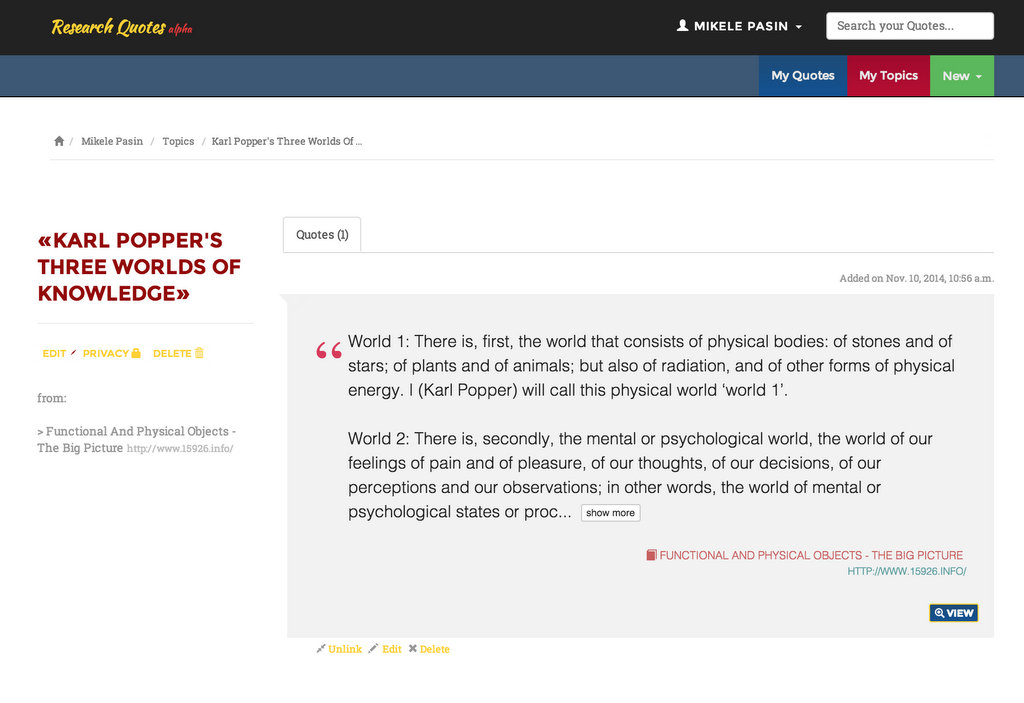 Research Quotes alpha
MIKELE PASIN
Search your Quotes...
My Quotes
My Topics
New
/ Mikele Pasin / Topics / Karl Popper's Three Worlds Of ...
«KARL POPPER'S
THREE WORLDS OF
KNOWLEDGE»
EDIT PRIVACY DELETE
from:
> Functional And Physical Objects -
The Big Picture http://www.15926.info/
Quotes (1)
Added on Nov. 10, 2014, 10:56 a.m.
“ World 1: There is, first, the world that consists of physical bodies: of stones and of
stars; of plants and of animals; but also of radiation, and of other forms of physical
energy. I (Karl Popper) will call this physical world ‘world 1’.
World 2: There is, secondly, the mental or psychological world, the world of our
feelings of pain and of pleasure, of our thoughts, of our decisions, of our
perceptions and our observations; in other words, the world of mental or
psychological states or proc... show more
FUNCTIONAL AND PHYSICAL OBJECTS - THE BIG PICTURE
HTTP://WWW.15926.INFO/
VIEW
Unlink Edit Delete